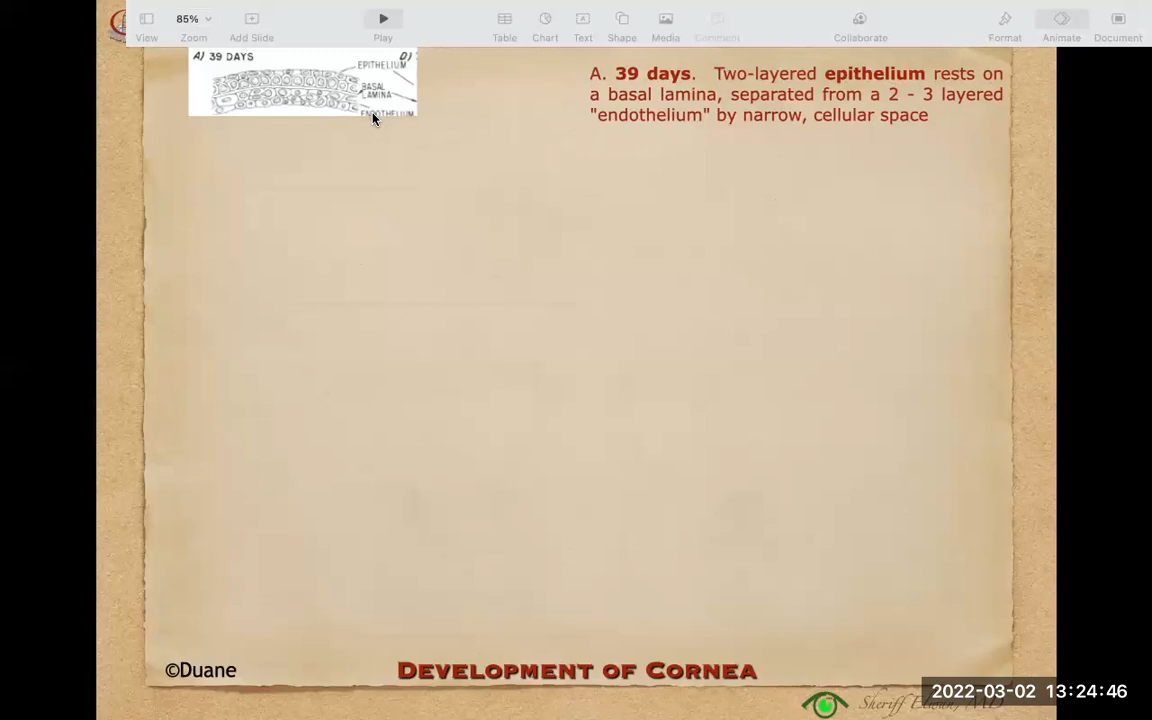 85%
View
Zoom
Add Slide
Play
Table
Chart
Text
Shape
Media
Comment
Collaborate
Format
Animate
Document
A) 39 DAYS
D)
EPITHELIUM
BASAL
LAMINA
ENDOTHELIUM
A. 39 days. Two-layered epithelium rests on
a basal lamina, separated from a 2 - 3 layered
"endothelium" by narrow, cellular space
©Duane
DEVELOPMENT OF CORNEA
2022-03-02 13:24:46
Sheriff